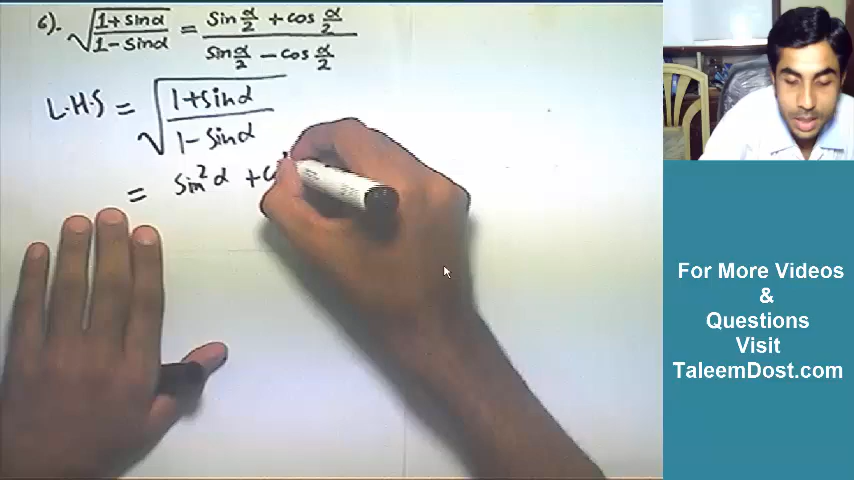 6). √(1+sinα / 1-sinα) = (Sin α/2 + cos α/2) / (Sin α/2 - cos α/2)
L.H.S = √(1+sinα / 1-sinα)
= sin²α +c
For More Videos
&
Questions
Visit
TaleemDost.com